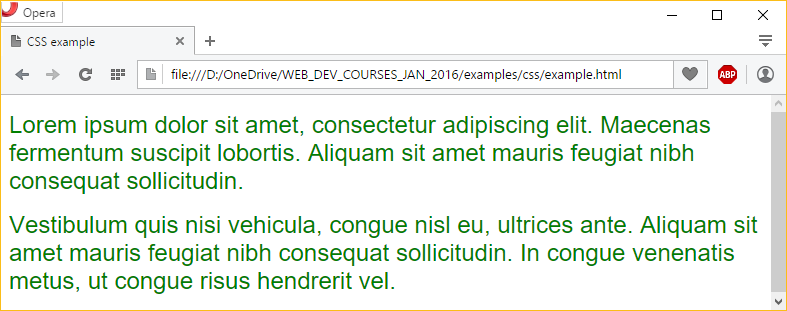 Opera
CSS example
file:///D:/OneDrive/WEB_DEV_COURSES_JAN_2016/examples/css/example.html
ABP
Lorem ipsum dolor sit amet, consectetur adipiscing elit. Maecenas
fermentum suscipit lobortis. Aliquam sit amet mauris feugiat nibh
consequat sollicitudin.
Vestibulum quis nisi vehicula, congue nisl eu, ultrices ante. Aliquam sit
amet mauris feugiat nibh consequat sollicitudin. In congue venenatis
metus, ut congue risus hendrerit vel.